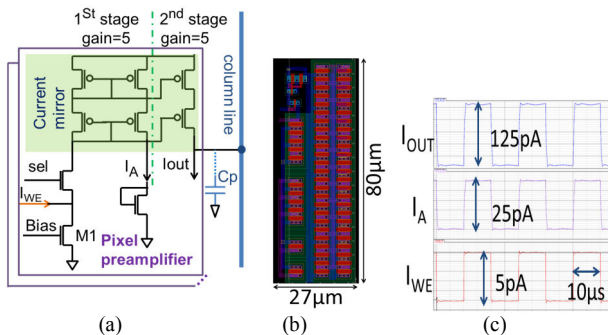 1St stage 2nd stage
gain=5 gain=5
Current
mirror
column line
sel
IA
Iout
IWE
Cp
Bias
M1
Pixel
preamplifier
80µm
27µm
IOUT
125pA
IA
25pA
IWE
5pA
10µs
(a) (b) (c)